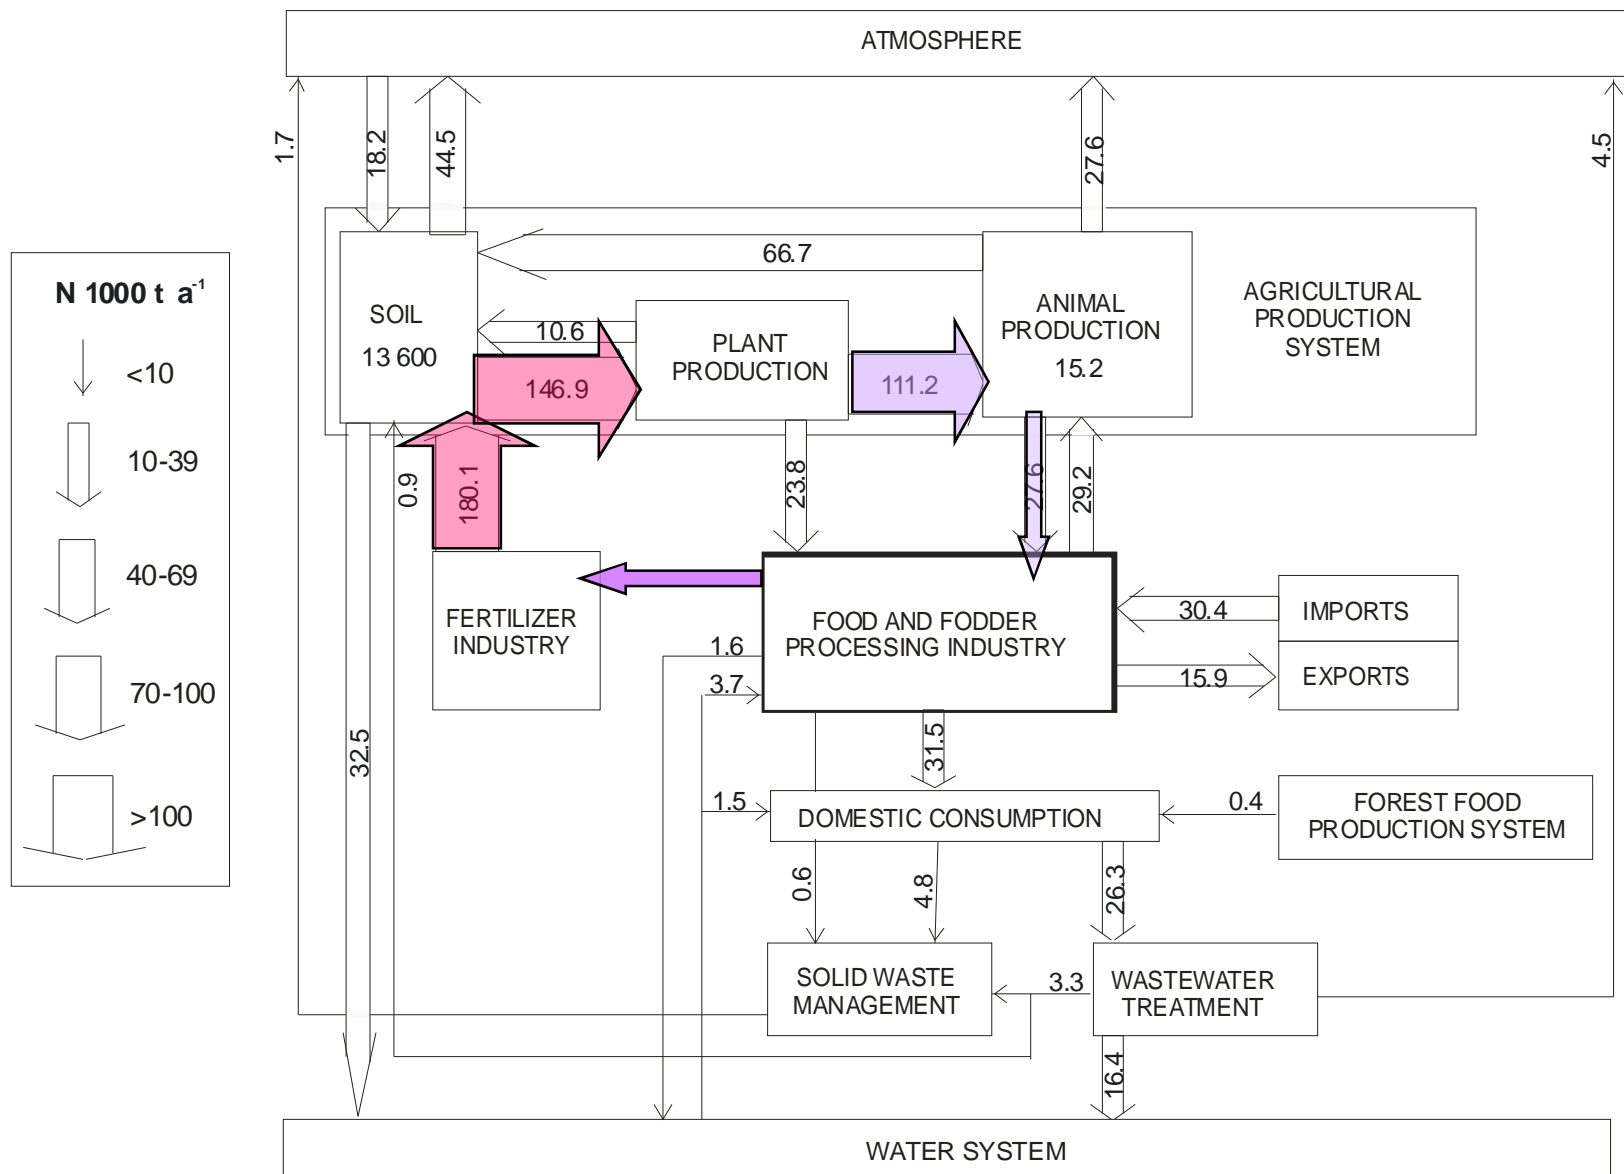 ATMOSPHERE
1.7
18.2
44.5
27.6
4.5
N 1000 t a⁻¹
<10
10-39
40-69
70-100
>100
66.7
SOIL
13 600
10.6
146.9
PLANT
PRODUCTION
111.2
ANIMAL
PRODUCTION
15.2
AGRICULTURAL
PRODUCTION
SYSTEM
0.9
180.1
23.8
27.6
29.2
FERTILIZER
INDUSTRY
FOOD AND FODDER
PROCESSING INDUSTRY
30.4
IMPORTS
15.9
EXPORTS
1.6
3.7
32.5
31.5
1.5
DOMESTIC CONSUMPTION
0.4
FOREST FOOD
PRODUCTION SYSTEM
0.6
4.8
26.3
SOLID WASTE
MANAGEMENT
3.3
WASTEWATER
TREATMENT
16.4
WATER SYSTEM